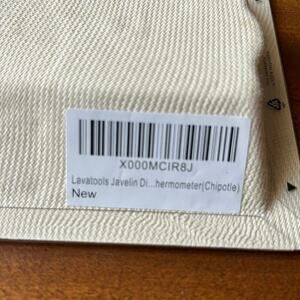 X000MCIR8J
Lavatools Javelin Di...hermometer(Chipotle)
New